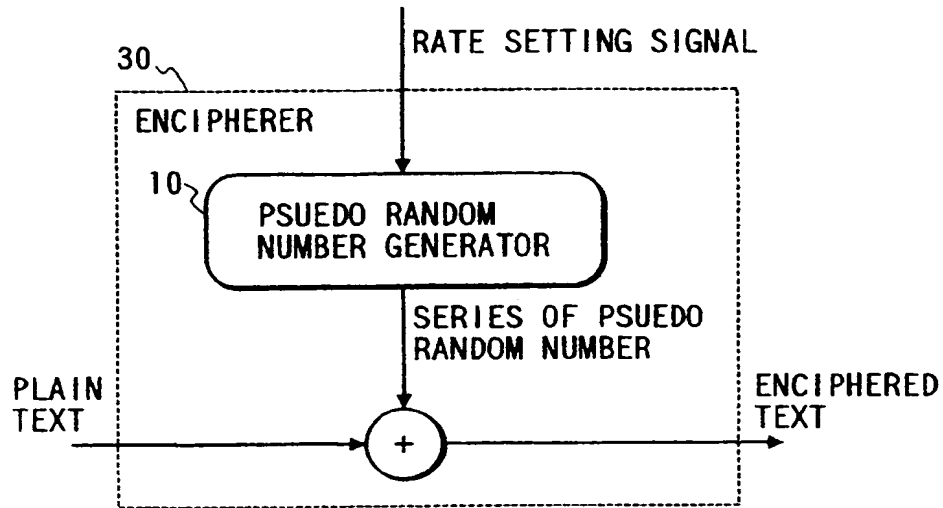 RATE SETTING SIGNAL
30
ENCIPHERER
10
PSUEDO RANDOM
NUMBER GENERATOR
SERIES OF PSUEDO
RANDOM NUMBER
PLAIN
TEXT
+
ENCIPHERED
TEXT